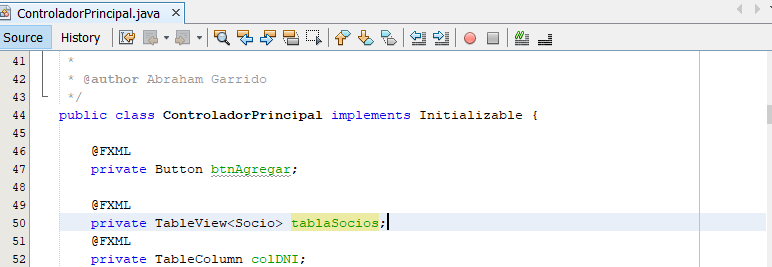 ControladorPrincipal.java
Source History
41 *
42 * @author Abraham Garrido
43 */
44 public class ControladorPrincipal implements Initializable {
45
46 @FXML
47 private Button btnAgregar;
48
49 @FXML
50 private TableView<Socio> tablaSocios;
51 @FXML
52 private TableColumn colDNI;